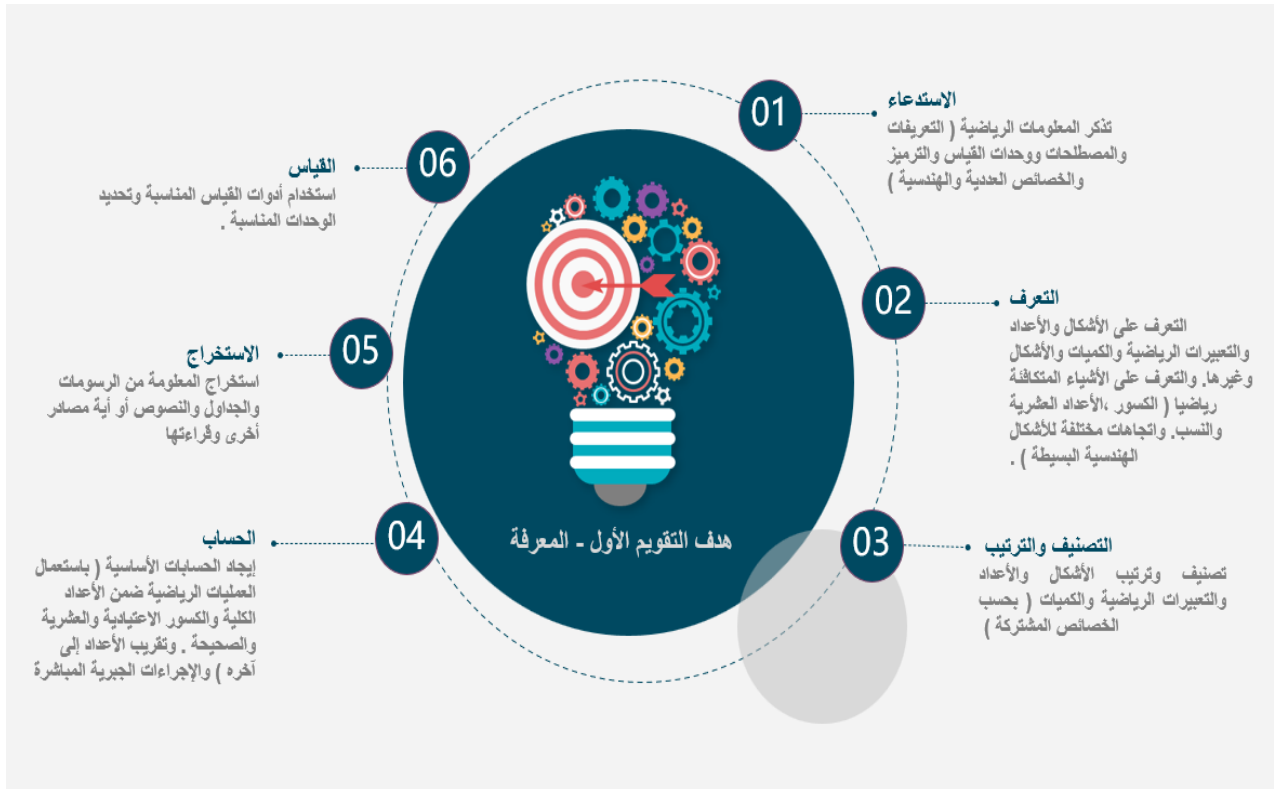 هدف التقويم الأول - المعرفة
01
الاستدعاء
تذكر المعلومات الرياضية ( التعريفات
والمصطلحات ووحدات القياس والترميز
والخصائص العددية والهندسية )
02
التعرف
التعرف على الأشكال والأعداد
والتعبيرات الرياضية والكميات والأشكال
وغيرها. والتعرف على الأشياء المتكافئة
رياضيا ( الكسور ،الأعداد العشرية
والنسب. واتجاهات مختلفة للأشكال
الهندسية البسيطة ) .
03
التصنيف والترتيب
تصنيف وترتيب الأشكال والأعداد
والتعبيرات الرياضية والكميات ( بحسب
الخصائص المشتركة )
04
الحساب
إيجاد الحسابات الأساسية ( باستعمال
العمليات الرياضية ضمن الأعداد
الكلية والكسور الاعتيادية والعشرية
والصحيحة . وتقريب الأعداد إلى
آخره ) والإجراءات الجبرية المباشرة
05
الاستخراج
استخراج المعلومة من الرسومات
والجداول والنصوص أو أية مصادر
أخرى وقراءتها
06
القياس
استخدام أدوات القياس المناسبة وتحديد
الوحدات المناسبة .